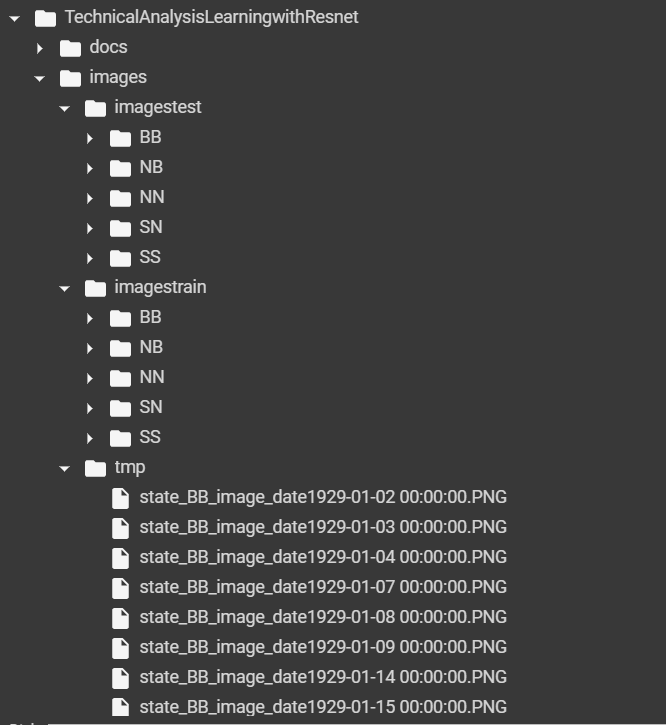 TechnicalAnalysisLearningwithResnet
docs
images
imagestest
BB
NB
NN
SN
SS
imagestrain
BB
NB
NN
SN
SS
tmp
state_BB_image_date1929-01-02 00:00:00.PNG
state_BB_image_date1929-01-03 00:00:00.PNG
state_BB_image_date1929-01-04 00:00:00.PNG
state_BB_image_date1929-01-07 00:00:00.PNG
state_BB_image_date1929-01-08 00:00:00.PNG
state_BB_image_date1929-01-09 00:00:00.PNG
state_BB_image_date1929-01-14 00:00:00.PNG
state_BB_image_date1929-01-15 00:00:00.PNG